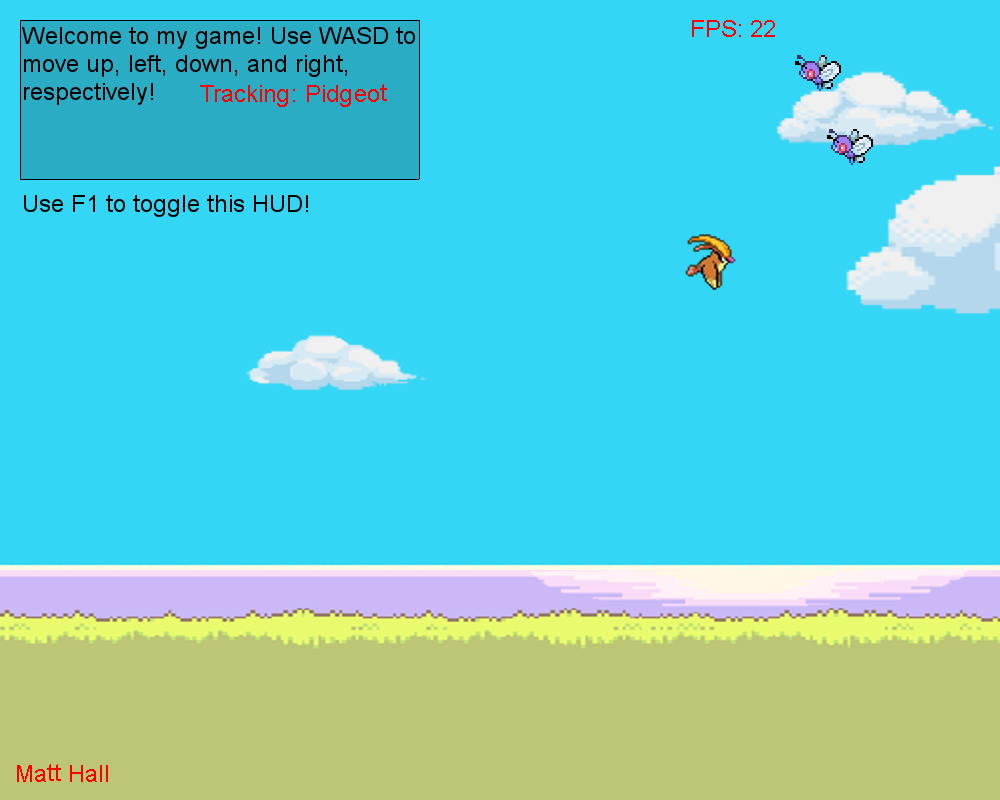 Welcome to my game! Use WASD to
move up, left, down, and right,
respectively!
Tracking: Pidgeot
Use F1 to toggle this HUD!
FPS: 22
Matt Hall